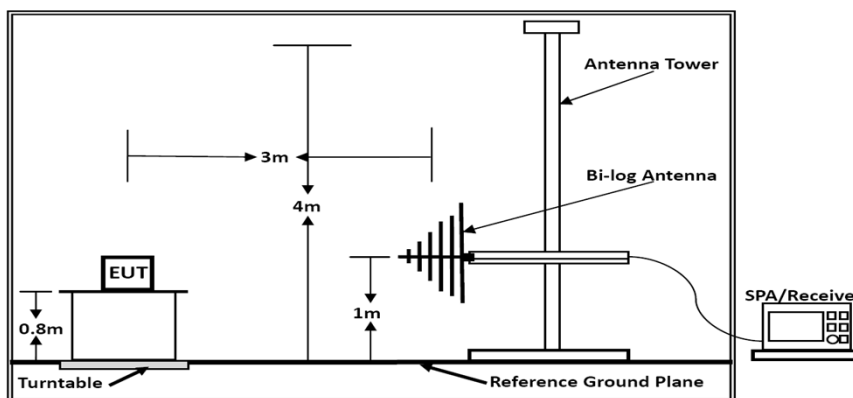 Antenna Tower
3m
Bi-log Antenna
4m
EUT
0.8m
1m
SPA/Receive
Turntable
Reference Ground Plane